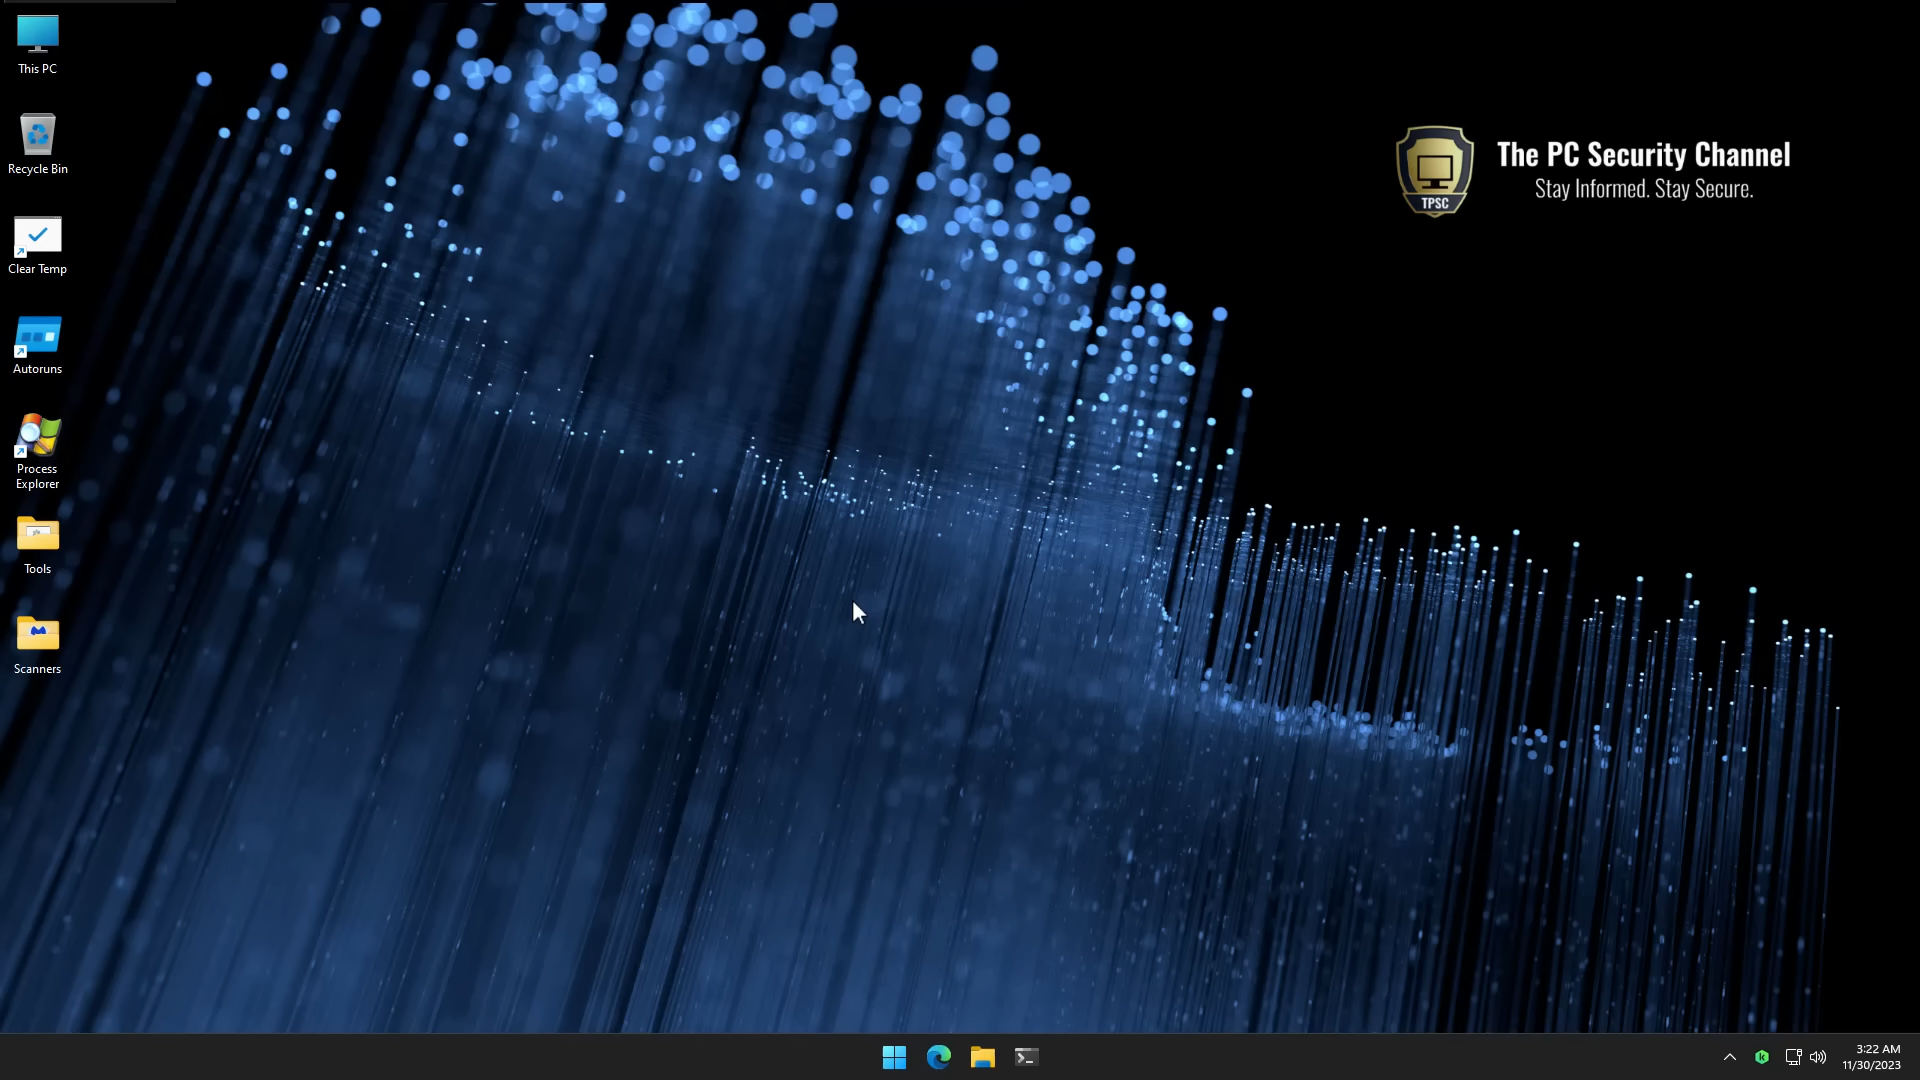 This PC
Recycle Bin
Clear Temp
Autoruns
Process
Explorer
Tools
Scanners
The PC Security Channel
Stay Informed. Stay Secure.
TPSC
3:22 AM
11/30/2023